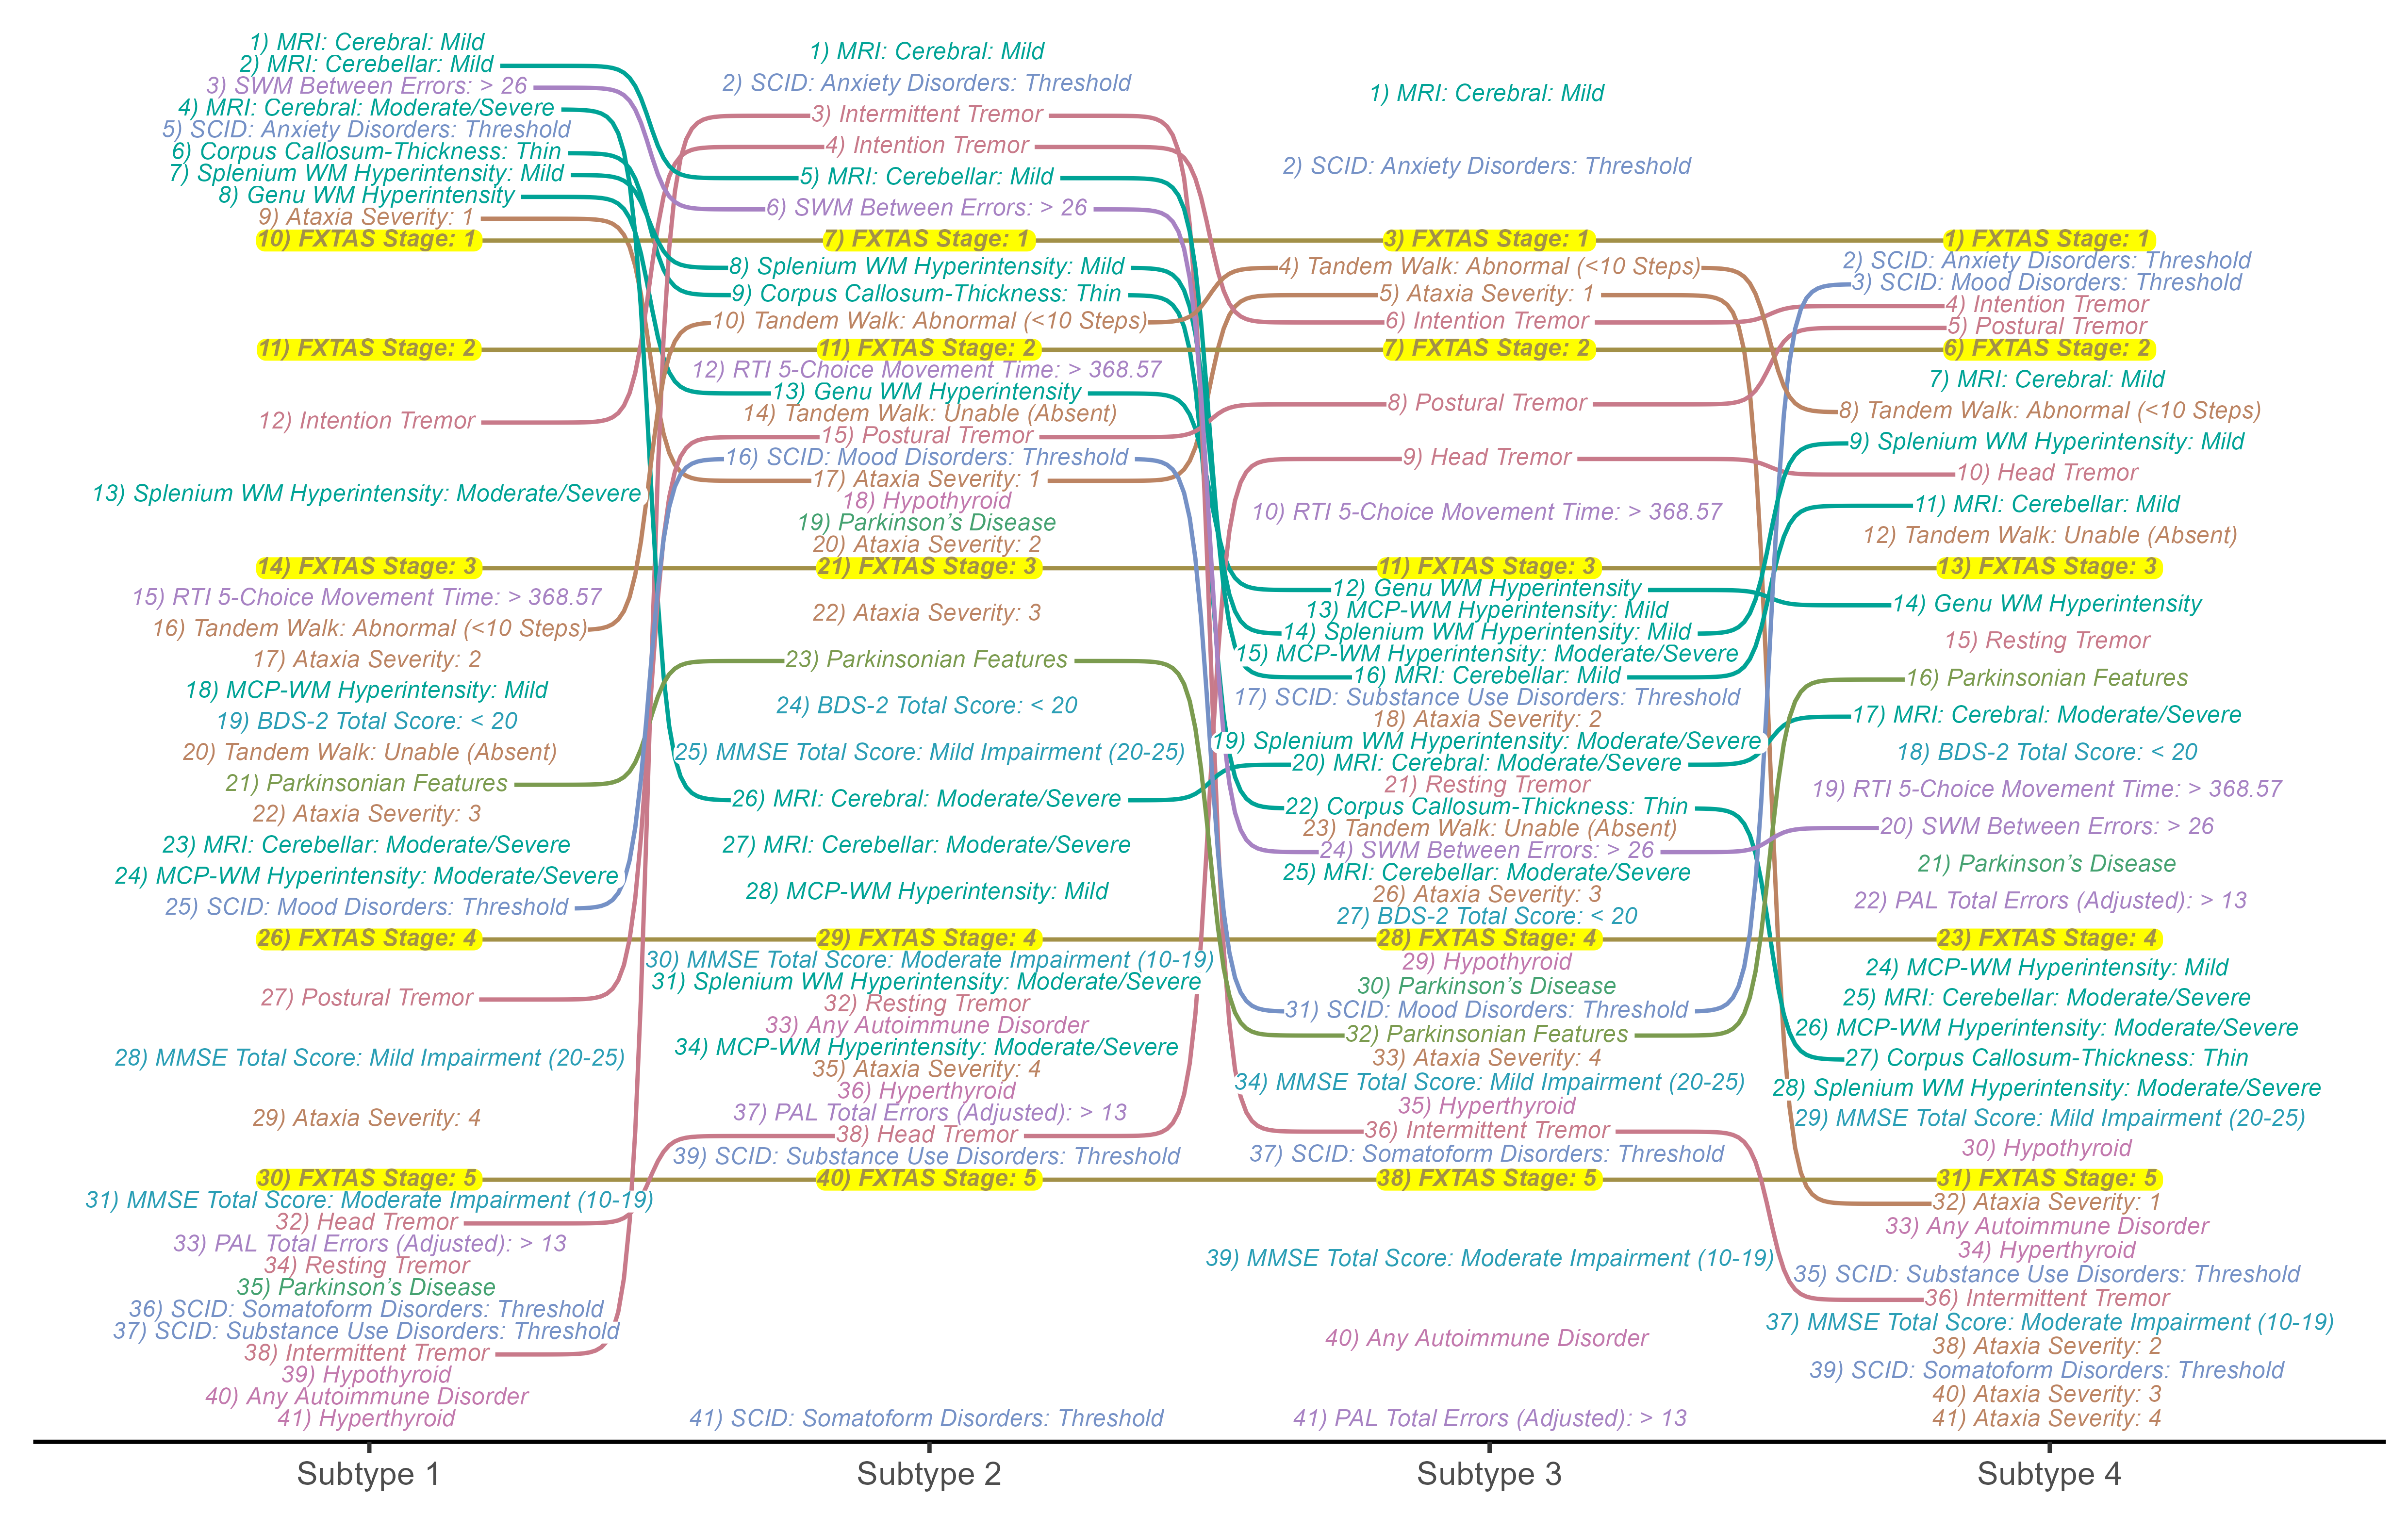 1) MRI: Cerebral: Mild
2) MRI: Cerebellar: Mild
3) SWM Between Errors: > 26
4) MRI: Cerebral: Moderate/Severe
5) SCID: Anxiety Disorders: Threshold
6) Corpus Callosum-Thickness: Thin
7) Splenium WM Hyperintensity: Mild
8) Genu WM Hyperintensity
9) Ataxia Severity: 1
10) FXTAS Stage: 1
11) FXTAS Stage: 2
12) Intention Tremor
13) Splenium WM Hyperintensity: Moderate/Severe
14) FXTAS Stage: 3
15) RTI 5-Choice Movement Time: > 368.57
16) Tandem Walk: Abnormal (<10 Steps)
17) Ataxia Severity: 2
18) MCP-WM Hyperintensity: Mild
19) BDS-2 Total Score: < 20
20) Tandem Walk: Unable (Absent)
21) Parkinsonian Features
22) Ataxia Severity: 3
23) MRI: Cerebellar: Moderate/Severe
24) MCP-WM Hyperintensity: Moderate/Severe
25) SCID: Mood Disorders: Threshold
26) FXTAS Stage: 4
27) Postural Tremor
28) MMSE Total Score: Mild Impairment (20-25)
29) Ataxia Severity: 4
30) FXTAS Stage: 5
31) MMSE Total Score: Moderate Impairment (10-19)
32) Head Tremor
33) PAL Total Errors (Adjusted): > 13
34) Resting Tremor
35) Parkinson's Disease
36) SCID: Somatoform Disorders: Threshold
37) SCID: Substance Use Disorders: Threshold
38) Intermittent Tremor
39) Hypothyroid
40) Any Autoimmune Disorder
41) Hyperthyroid
Subtype 1
1) MRI: Cerebral: Mild
2) SCID: Anxiety Disorders: Threshold
3) Intermittent Tremor
4) Intention Tremor
5) MRI: Cerebellar: Mild
6) SWM Between Errors: > 26
7) FXTAS Stage: 1
8) Splenium WM Hyperintensity: Mild
9) Corpus Callosum-Thickness: Thin
10) Tandem Walk: Abnormal (<10 Steps)
11) FXTAS Stage: 2
12) RTI 5-Choice Movement Time: > 368.57
13) Genu WM Hyperintensity
14) Tandem Walk: Unable (Absent)
15) Postural Tremor
16) SCID: Mood Disorders: Threshold
17) Ataxia Severity: 1
18) Hypothyroid
19) Parkinson's Disease
20) Ataxia Severity: 2
21) FXTAS Stage: 3
22) Ataxia Severity: 3
23) Parkinsonian Features
24) BDS-2 Total Score: < 20
25) MMSE Total Score: Mild Impairment (20-25)
26) MRI: Cerebral: Moderate/Severe
27) MRI: Cerebellar: Moderate/Severe
28) MCP-WM Hyperintensity: Mild
29) FXTAS Stage: 4
30) MMSE Total Score: Moderate Impairment (10-19)
31) Splenium WM Hyperintensity: Moderate/Severe
32) Resting Tremor
33) Any Autoimmune Disorder
34) MCP-WM Hyperintensity: Moderate/Severe
35) Ataxia Severity: 4
36) Hyperthyroid
37) PAL Total Errors (Adjusted): > 13
38) Head Tremor
39) SCID: Substance Use Disorders: Threshold
40) FXTAS Stage: 5
41) SCID: Somatoform Disorders: Threshold
Subtype 2
1) MRI: Cerebral: Mild
2) SCID: Anxiety Disorders: Threshold
3) FXTAS Stage: 1
4) Tandem Walk: Abnormal (<10 Steps)
5) Ataxia Severity: 1
6) Intention Tremor
7) FXTAS Stage: 2
8) Postural Tremor
9) Head Tremor
10) RTI 5-Choice Movement Time: > 368.57
11) FXTAS Stage: 3
12) Genu WM Hyperintensity
13) MCP-WM Hyperintensity: Mild
14) Splenium WM Hyperintensity: Mild
15) MCP-WM Hyperintensity: Moderate/Severe
16) MRI: Cerebellar: Mild
17) SCID: Substance Use Disorders: Threshold
18) Ataxia Severity: 2
19) Splenium WM Hyperintensity: Moderate/Severe
20) MRI: Cerebral: Moderate/Severe
21) Resting Tremor
22) Corpus Callosum-Thickness: Thin
23) Tandem Walk: Unable (Absent)
24) SWM Between Errors: > 26
25) MRI: Cerebellar: Moderate/Severe
26) Ataxia Severity: 3
27) BDS-2 Total Score: < 20
28) FXTAS Stage: 4
29) Hypothyroid
30) Parkinson's Disease
31) SCID: Mood Disorders: Threshold
32) Parkinsonian Features
33) Ataxia Severity: 4
34) MMSE Total Score: Mild Impairment (20-25)
35) Hyperthyroid
36) Intermittent Tremor
37) SCID: Somatoform Disorders: Threshold
38) FXTAS Stage: 5
39) MMSE Total Score: Moderate Impairment (10-19)
40) Any Autoimmune Disorder
41) PAL Total Errors (Adjusted): > 13
Subtype 3
1) FXTAS Stage: 1
2) SCID: Anxiety Disorders: Threshold
3) SCID: Mood Disorders: Threshold
4) Intention Tremor
5) Postural Tremor
6) FXTAS Stage: 2
7) MRI: Cerebral: Mild
8) Tandem Walk: Abnormal (<10 Steps)
9) Splenium WM Hyperintensity: Mild
10) Head Tremor
11) MRI: Cerebellar: Mild
12) Tandem Walk: Unable (Absent)
13) FXTAS Stage: 3
14) Genu WM Hyperintensity
15) Resting Tremor
16) Parkinsonian Features
17) MRI: Cerebral: Moderate/Severe
18) BDS-2 Total Score: < 20
19) RTI 5-Choice Movement Time: > 368.57
20) SWM Between Errors: > 26
21) Parkinson's Disease
22) PAL Total Errors (Adjusted): > 13
23) FXTAS Stage: 4
24) MCP-WM Hyperintensity: Mild
25) MRI: Cerebellar: Moderate/Severe
26) MCP-WM Hyperintensity: Moderate/Severe
27) Corpus Callosum-Thickness: Thin
28) Splenium WM Hyperintensity: Moderate/Severe
29) MMSE Total Score: Mild Impairment (20-25)
30) Hypothyroid
31) FXTAS Stage: 5
32) Ataxia Severity: 1
33) Any Autoimmune Disorder
34) Hyperthyroid
35) SCID: Substance Use Disorders: Threshold
36) Intermittent Tremor
37) MMSE Total Score: Moderate Impairment (10-19)
38) Ataxia Severity: 2
39) SCID: Somatoform Disorders: Threshold
40) Ataxia Severity: 3
41) Ataxia Severity: 4
Subtype 4